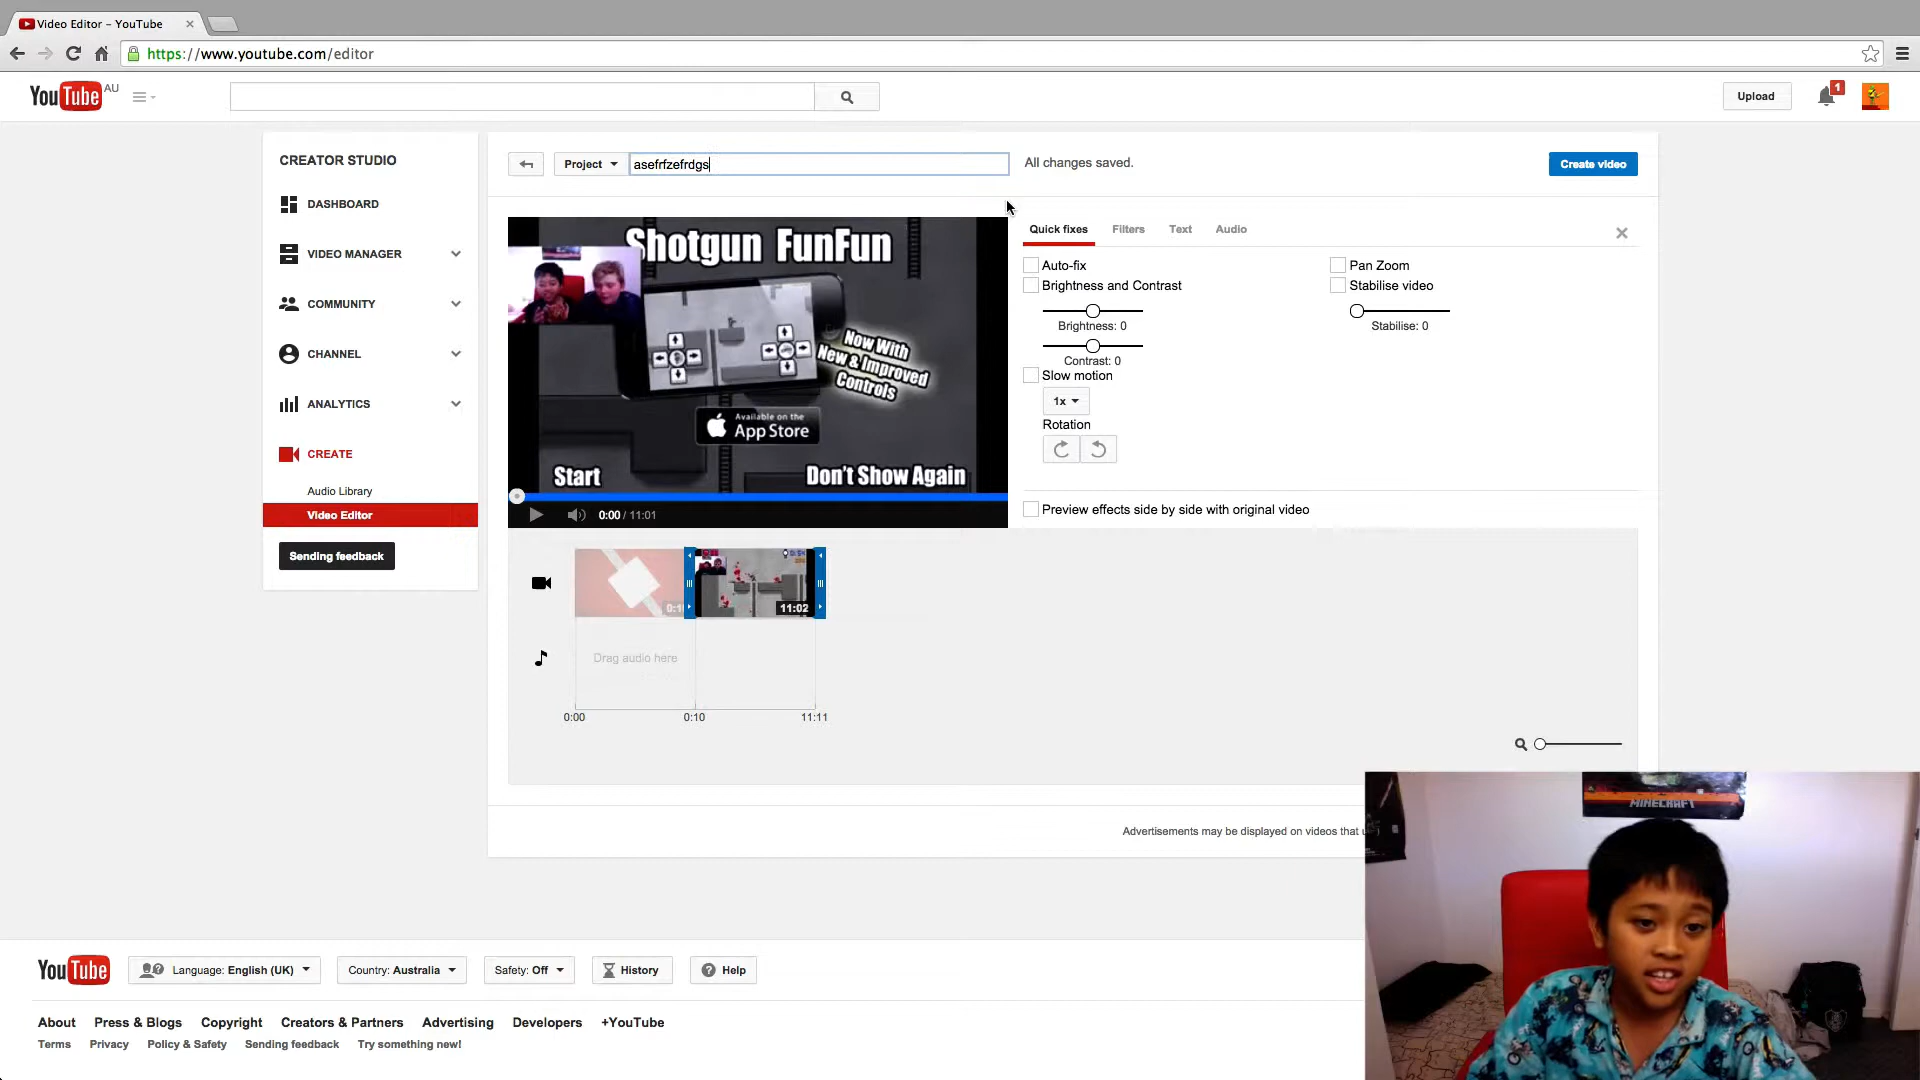 Video Editor – YouTube
https://www.youtube.com/editor
YouTube AU
Upload
1
CREATOR STUDIO
DASHBOARD
VIDEO MANAGER
COMMUNITY
CHANNEL
ANALYTICS
CREATE
Audio Library
Video Editor
Sending feedback
Project
asefrfzefrdgs
All changes saved.
Create video
Shotgun FunFun
Now With
New & Improved
Controls
Available on the
App Store
Start
Don't Show Again
0:00 / 11:01
Quick fixes
Filters
Text
Audio
Auto-fix
Brightness and Contrast
Brightness: 0
Contrast: 0
Slow motion
1x
Rotation
Pan Zoom
Stabilise video
Stabilise: 0
Preview effects side by side with original video
11:02
Drag audio here
0:00
0:10
11:11
Advertisements may be displayed on videos that
MINECRAFT
YouTube
Language: English (UK)
Country: Australia
Safety: Off
History
Help
About
Press & Blogs
Copyright
Creators & Partners
Advertising
Developers
+YouTube
Terms
Privacy
Policy & Safety
Sending feedback
Try something new!